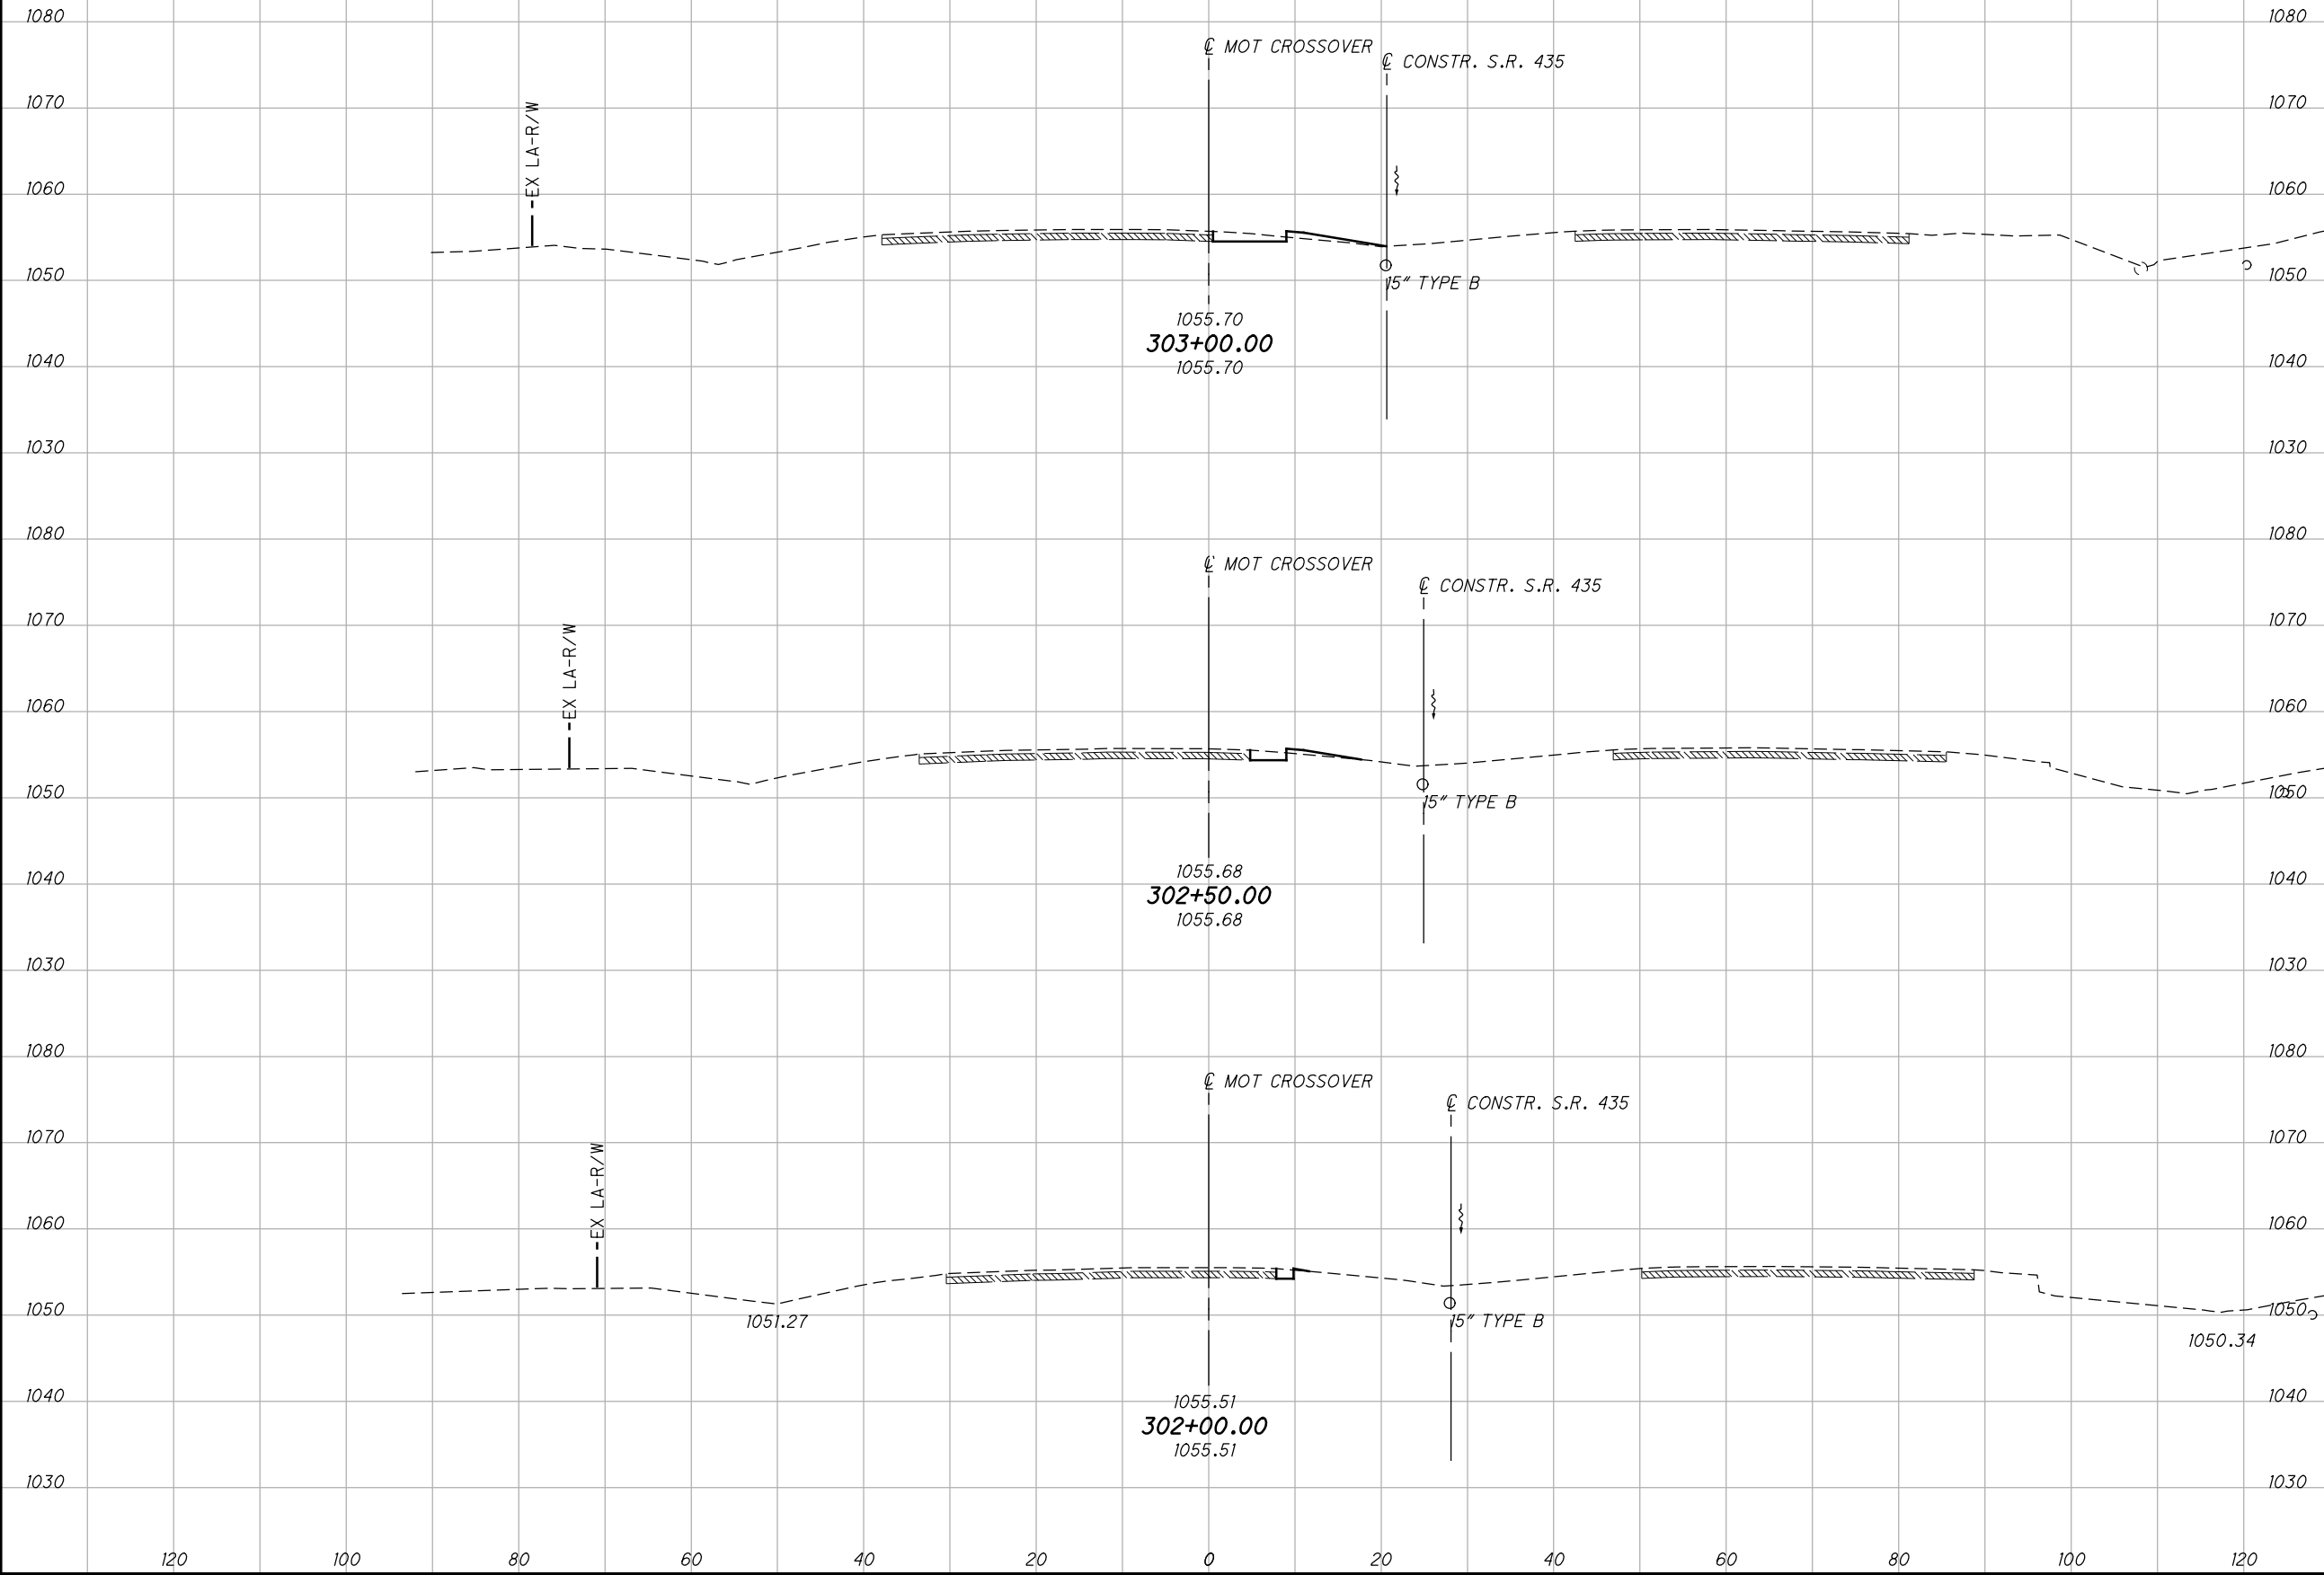 1080 1080
℄ MOT CROSSOVER
℄ CONSTR. S.R. 435
1070 1070
EX LA-R/W
1060 1060
1050 1050
15" TYPE B
1055.70
303+00.00
1055.70
1040 1040
1030 1030
1080 1080
℄ MOT CROSSOVER
℄ CONSTR. S.R. 435
1070 1070
EX LA-R/W
1060 1060
1050 1050
15" TYPE B
1055.68
1040 1040
302+50.00
1055.68
1030 1030
1080 1080
℄ MOT CROSSOVER
℄ CONSTR. S.R. 435
1070 1070
EX LA-R/W
1060 1060
1050 1050
1051.27
15" TYPE B
1050.34
1040 1040
1055.51
302+00.00
1055.51
1030 1030
120 100 80 60 40 20 0 20 40 60 80 100 120